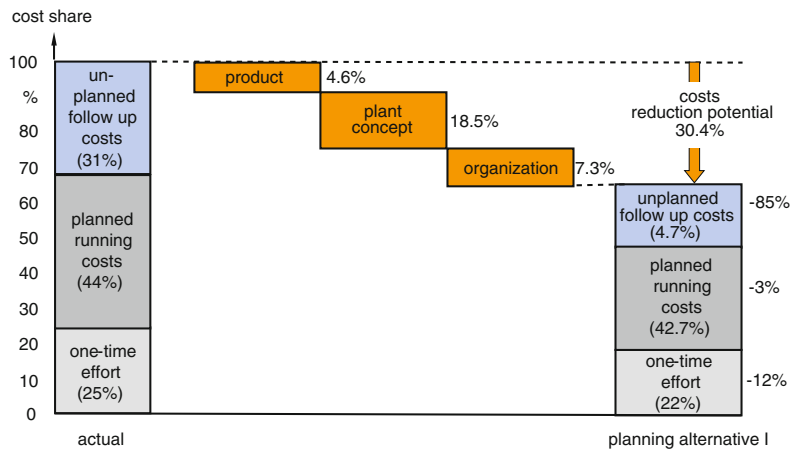 cost share
100
%
80
70
60
50
40
30
20
10
0
un-
planned
follow up
costs
(31%)
planned
running
costs
(44%)
one-time
effort
(25%)
actual
product
4.6%
plant
concept
18.5%
organization
7.3%
costs
reduction potential
30.4%
unplanned
follow up costs
(4.7%)
-85%
planned
running
costs
(42.7%)
-3%
one-time
effort
(22%)
-12%
planning alternative I